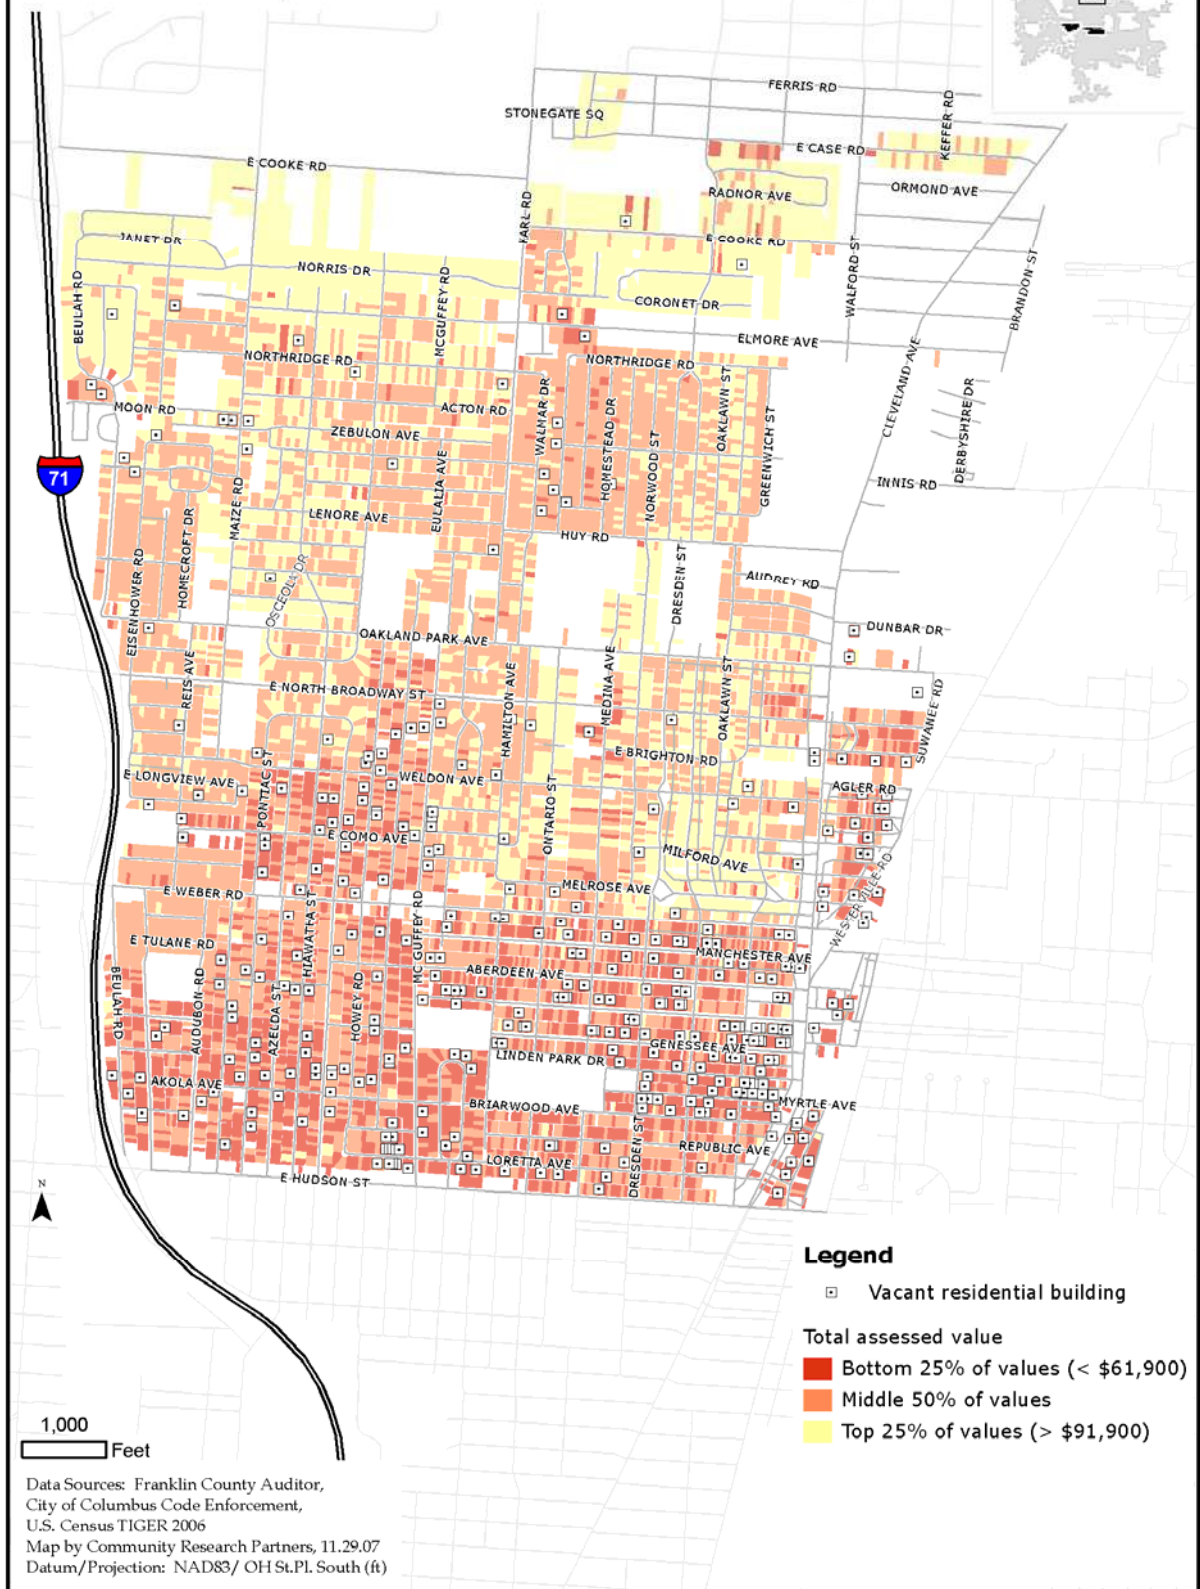 FERRIS RD
STONEGATE SQ
KEFFER RD
E CASE RD
E COOKE RD
ORMOND AVE
RADNOR AVE
KARL RD
E COOKE RD
JANET DR
WALFORD ST
BRANDON ST
NORRIS DR
BEULAH RD
MCGUFFEY RD
CORONET DR
ELMORE AVE
NORTHRIDGE RD
NORTHRIDGE RD
CLEVELAND AVE
OAKLAWN ST
DERBYSHIRE DR
WALMAR DR
HOMESTEAD DR
GREENWICH ST
MOON RD
ACTON RD
ZEBULON AVE
NORWOOD ST
71
EULALIA AVE
INNIS RD
MAIZE RD
LENORE AVE
HOMECROFT DR
HUY RD
EISENHOWER RD
OSCEOLA DR
DRESDEN ST
AUDREY RD
DUNBAR DR
OAKLAND PARK AVE
REIS AVE
HAMILTON AVE
MEDINA AVE
OAKLAWN ST
E NORTH BROADWAY ST
SUWANEE RD
E BRIGHTON RD
E LONGVIEW AVE
PONTIAC ST
WELDON AVE
ONTARIO ST
AGLER RD
E COMO AVE
MILFORD AVE
WESTERVILLE RD
E WEBER RD
MELROSE AVE
HIAWATHA ST
MC GUFFEY RD
E TULANE RD
MANCHESTER AVE
ABERDEEN AVE
BEULAH RD
AUDUBON RD
AZELDA ST
HOWEY RD
GENESSEE AVE
LINDEN PARK DR
AKOLA AVE
BRIARWOOD AVE
MYRTLE AVE
DRESDEN ST
REPUBLIC AVE
LORETTA AVE
E HUDSON ST
N
Legend
Vacant residential building
Total assessed value
Bottom 25% of values (< $61,900)
Middle 50% of values
Top 25% of values (> $91,900)
1,000
Feet
Data Sources: Franklin County Auditor,
City of Columbus Code Enforcement,
U.S. Census TIGER 2006
Map by Community Research Partners, 11.29.07
Datum/Projection: NAD83/ OH St.Pl. South (ft)